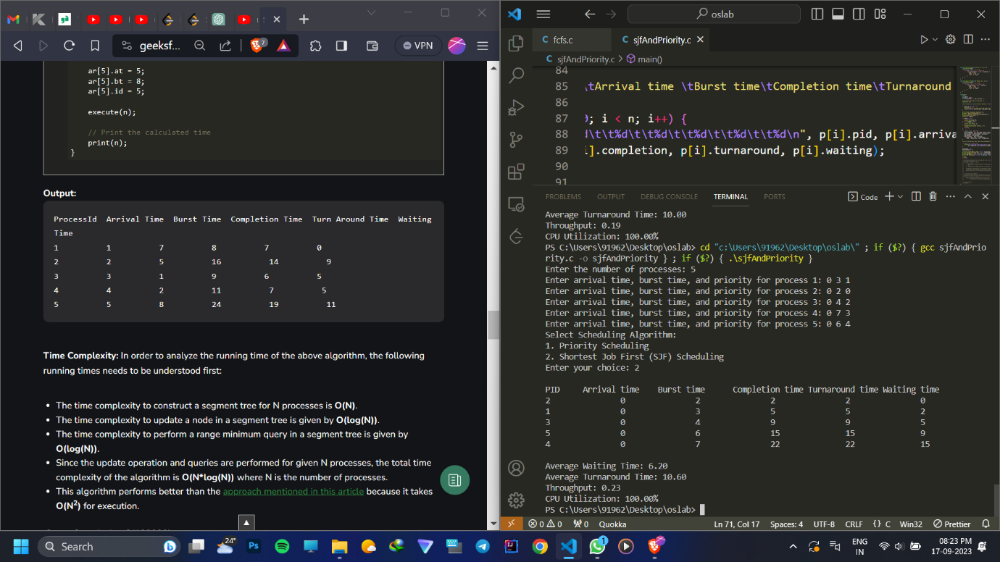 geeksf...
7
VPN
ar[5].at = 5;
ar[5].bt = 8;
ar[5].id = 5;
execute(n);
// Print the calculated time
print(n);
}
Output:
ProcessId Arrival Time Burst Time Completion Time Turn Around Time Waiting
Time
1 1 7 8 7 0
2 2 5 16 14 9
3 3 1 9 6 5
4 4 2 11 7 5
5 5 8 24 19 11
Time Complexity: In order to analyze the running time of the above algorithm, the following
running times needs to be understood first:
• The time complexity to construct a segment tree for N processes is O(N).
• The time complexity to update a node in a segment tree is given by O(log(N)).
• The time complexity to perform a range minimum query in a segment tree is given by
O(log(N)).
• Since the update operation and queries are performed for given N processes, the total time
complexity of the algorithm is O(N*log(N)) where N is the number of processes.
• This algorithm performs better than the approach mentioned in this article because it takes
O(N²) for execution.
oslab
C fcfs.c
C sjfAndPriority.c
C sjfAndPriority.c > main()
84
85 \tArrival time \tBurst time\tCompletion time\tTurnaround
86
87 ; i < n; i++) {
88 d\t\t%d\t\t%d\t\t%d\t\t%d\t\t%d\n", p[i].pid, p[i].arriva
89 i].completion, p[i].turnaround, p[i].waiting);
90
91
PROBLEMS OUTPUT DEBUG CONSOLE TERMINAL PORTS
Code
Average Turnaround Time: 10.00
Throughput: 0.19
CPU Utilization: 100.00%
PS C:\Users\91962\Desktop\oslab> cd "c:\Users\91962\Desktop\oslab\" ; if ($?) { gcc sjfAndPrio
rity.c -o sjfAndPriority } ; if ($?) { .\sjfAndPriority }
Enter the number of processes: 5
Enter arrival time, burst time, and priority for process 1: 0 3 1
Enter arrival time, burst time, and priority for process 2: 0 2 0
Enter arrival time, burst time, and priority for process 3: 0 4 2
Enter arrival time, burst time, and priority for process 4: 0 7 3
Enter arrival time, burst time, and priority for process 5: 0 6 4
Select Scheduling Algorithm:
1. Priority Scheduling
2. Shortest Job First (SJF) Scheduling
Enter your choice: 2
PID Arrival time Burst time Completion time Turnaround time Waiting time
2 0 2 2 2 0
1 0 3 5 5 2
3 0 4 9 9 5
5 0 6 15 15 9
4 0 7 22 22 15
Average Waiting Time: 6.20
Average Turnaround Time: 10.60
Throughput: 0.23
CPU Utilization: 100.00%
PS C:\Users\91962\Desktop\oslab>
0 0 0 Quokka Ln 71, Col 17 Spaces: 4 UTF-8 CRLF {} C Win32 Prettier
Search
24°
Ps
1
ENG
IN
08:23 PM
17-09-2023